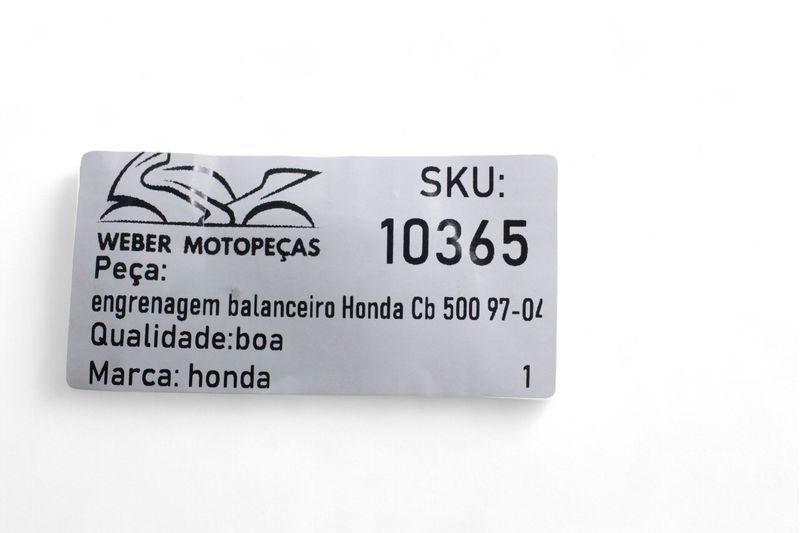 WEBER MOTOPEÇAS
SKU:
10365
Peça:
engrenagem balanceiro Honda Cb 500 97-04
Qualidade:boa
Marca: honda 1